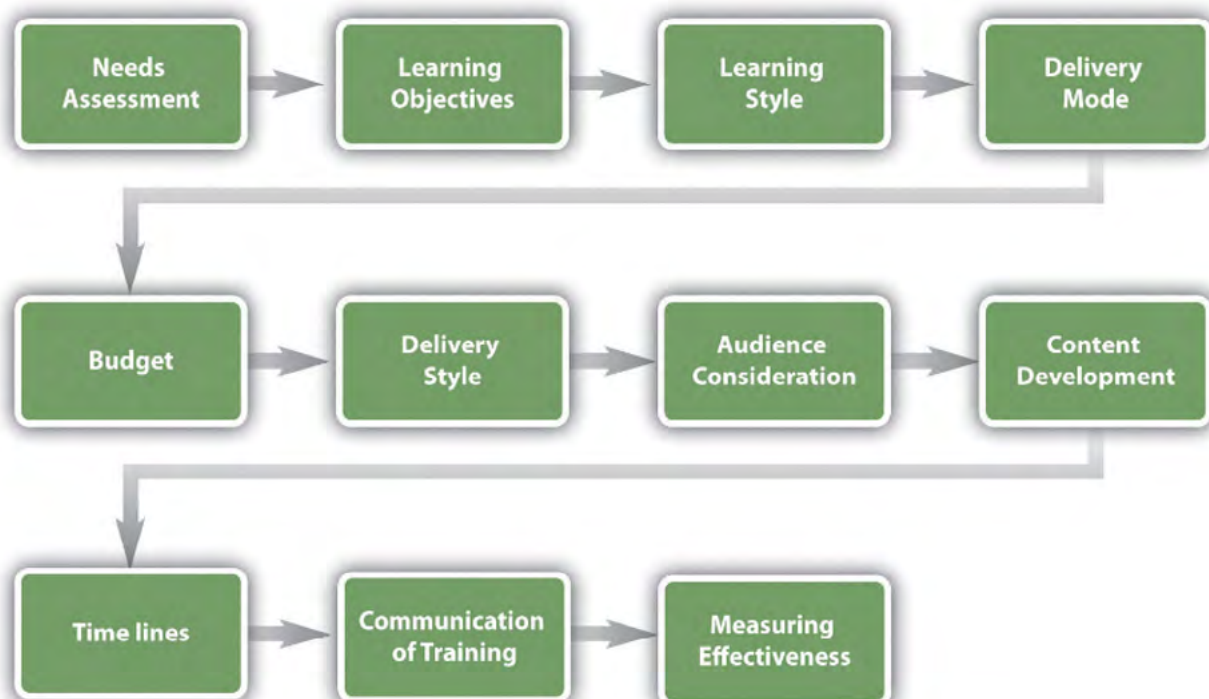 Needs
Assessment
Learning
Objectives
Learning
Style
Delivery
Mode
Budget
Delivery
Style
Audience
Consideration
Content
Development
Time lines
Communication
of Training
Measuring
Effectiveness